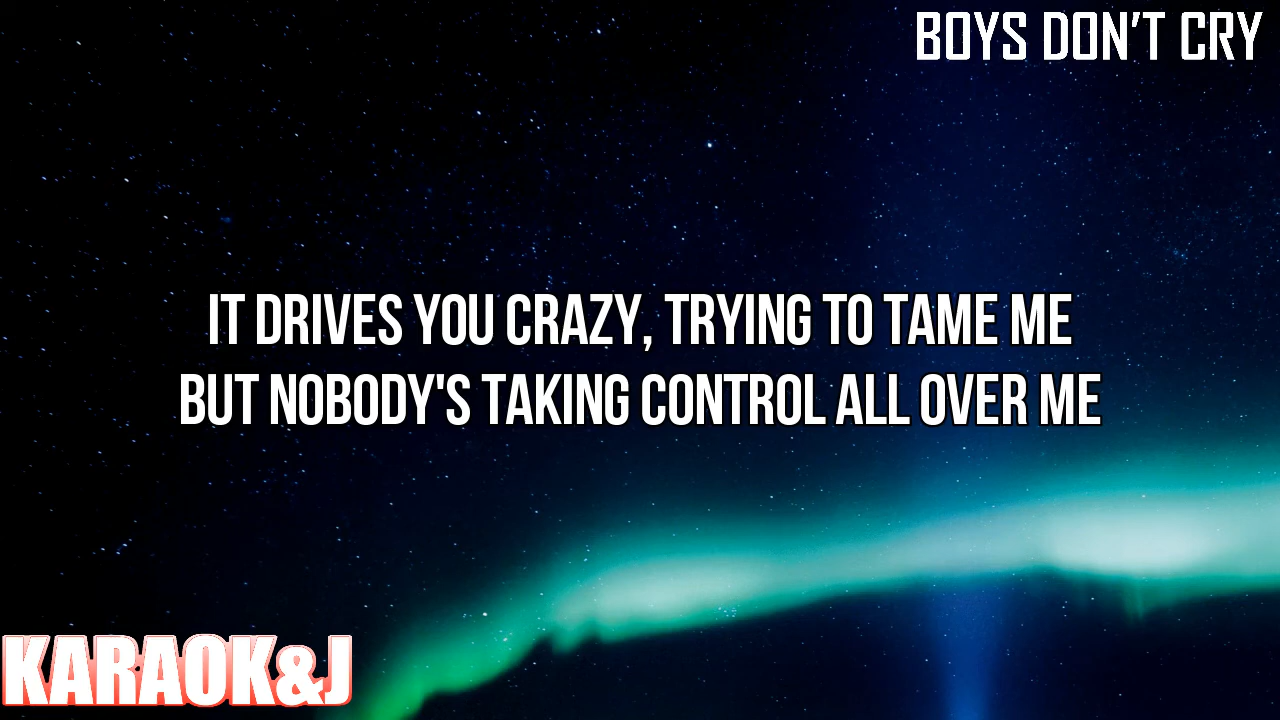 BOYS DON'T CRY
IT DRIVES YOU CRAZY, TRYING TO TAME ME
BUT NOBODY'S TAKING CONTROL ALL OVER ME
KARAOK&J